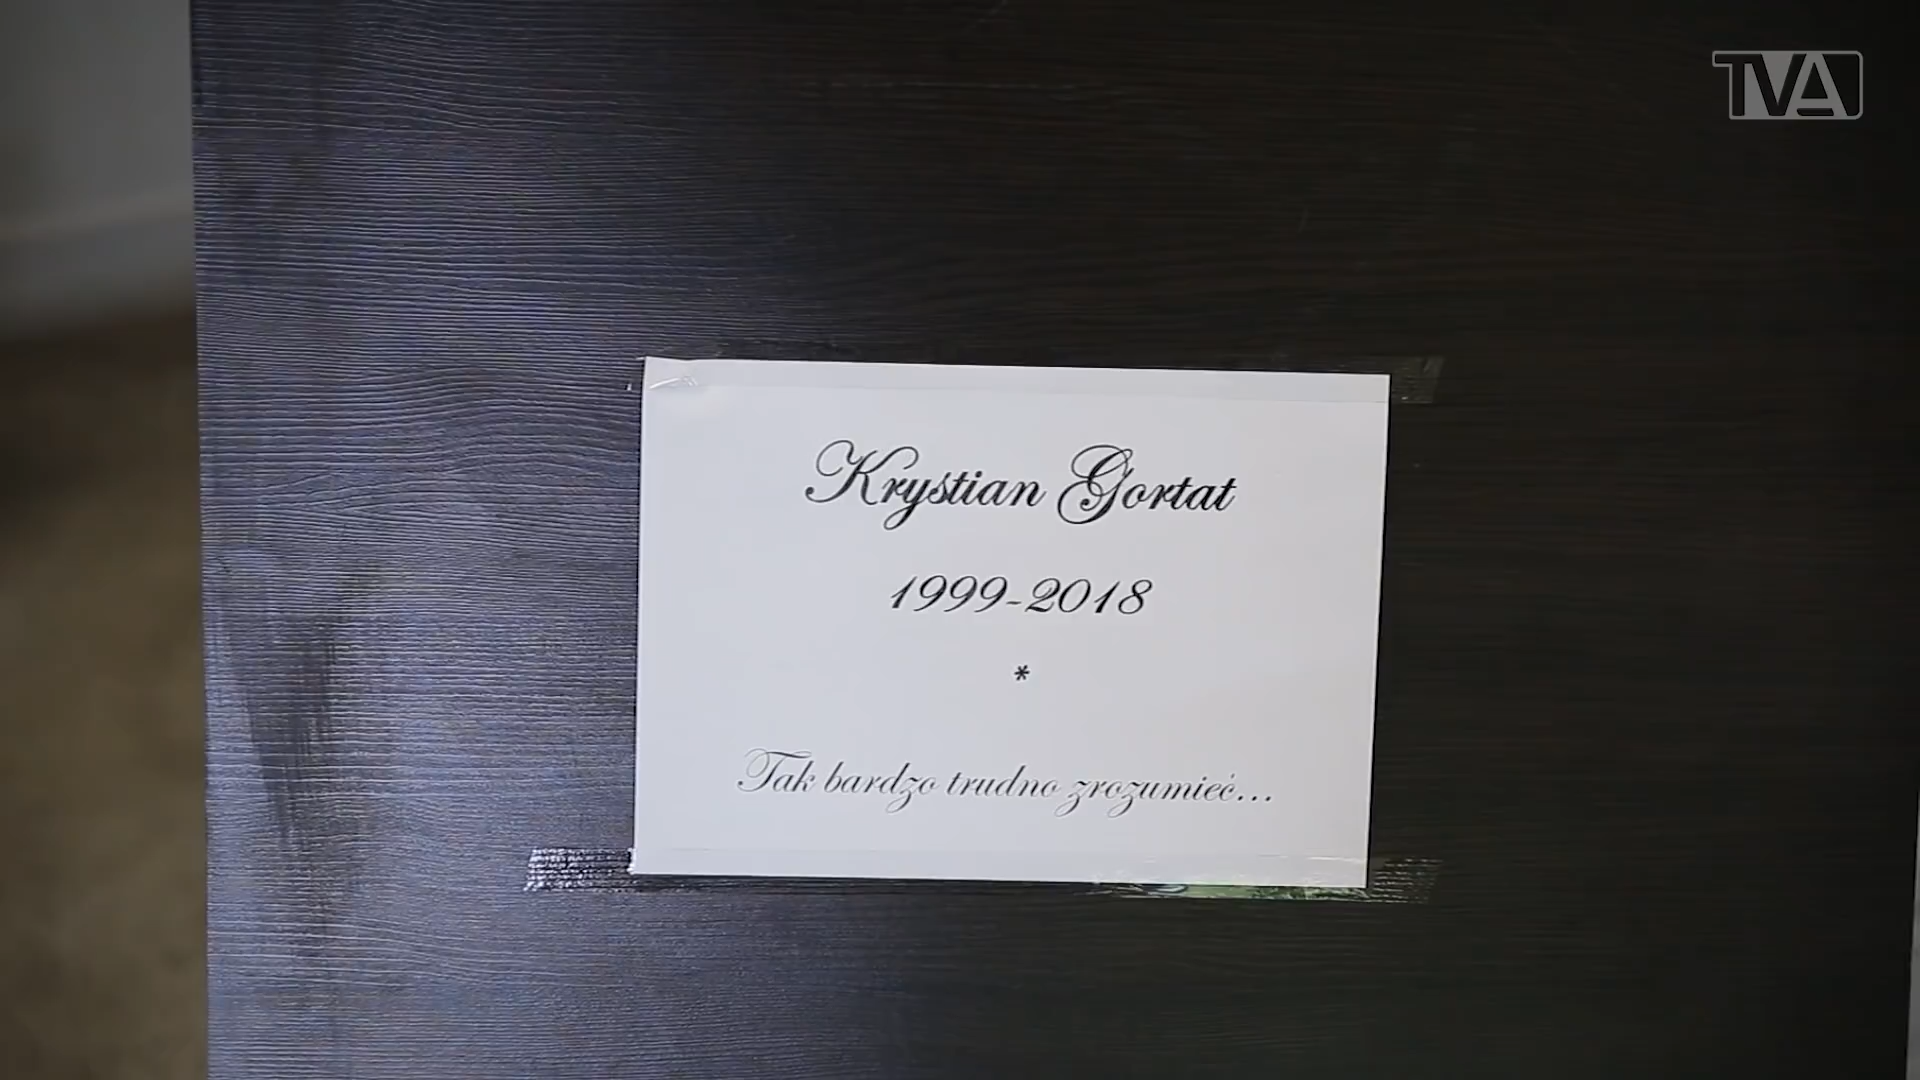 TVA
Krystian Gortat
1999-2018
*
Tak bardzo trudno zrozumieć...